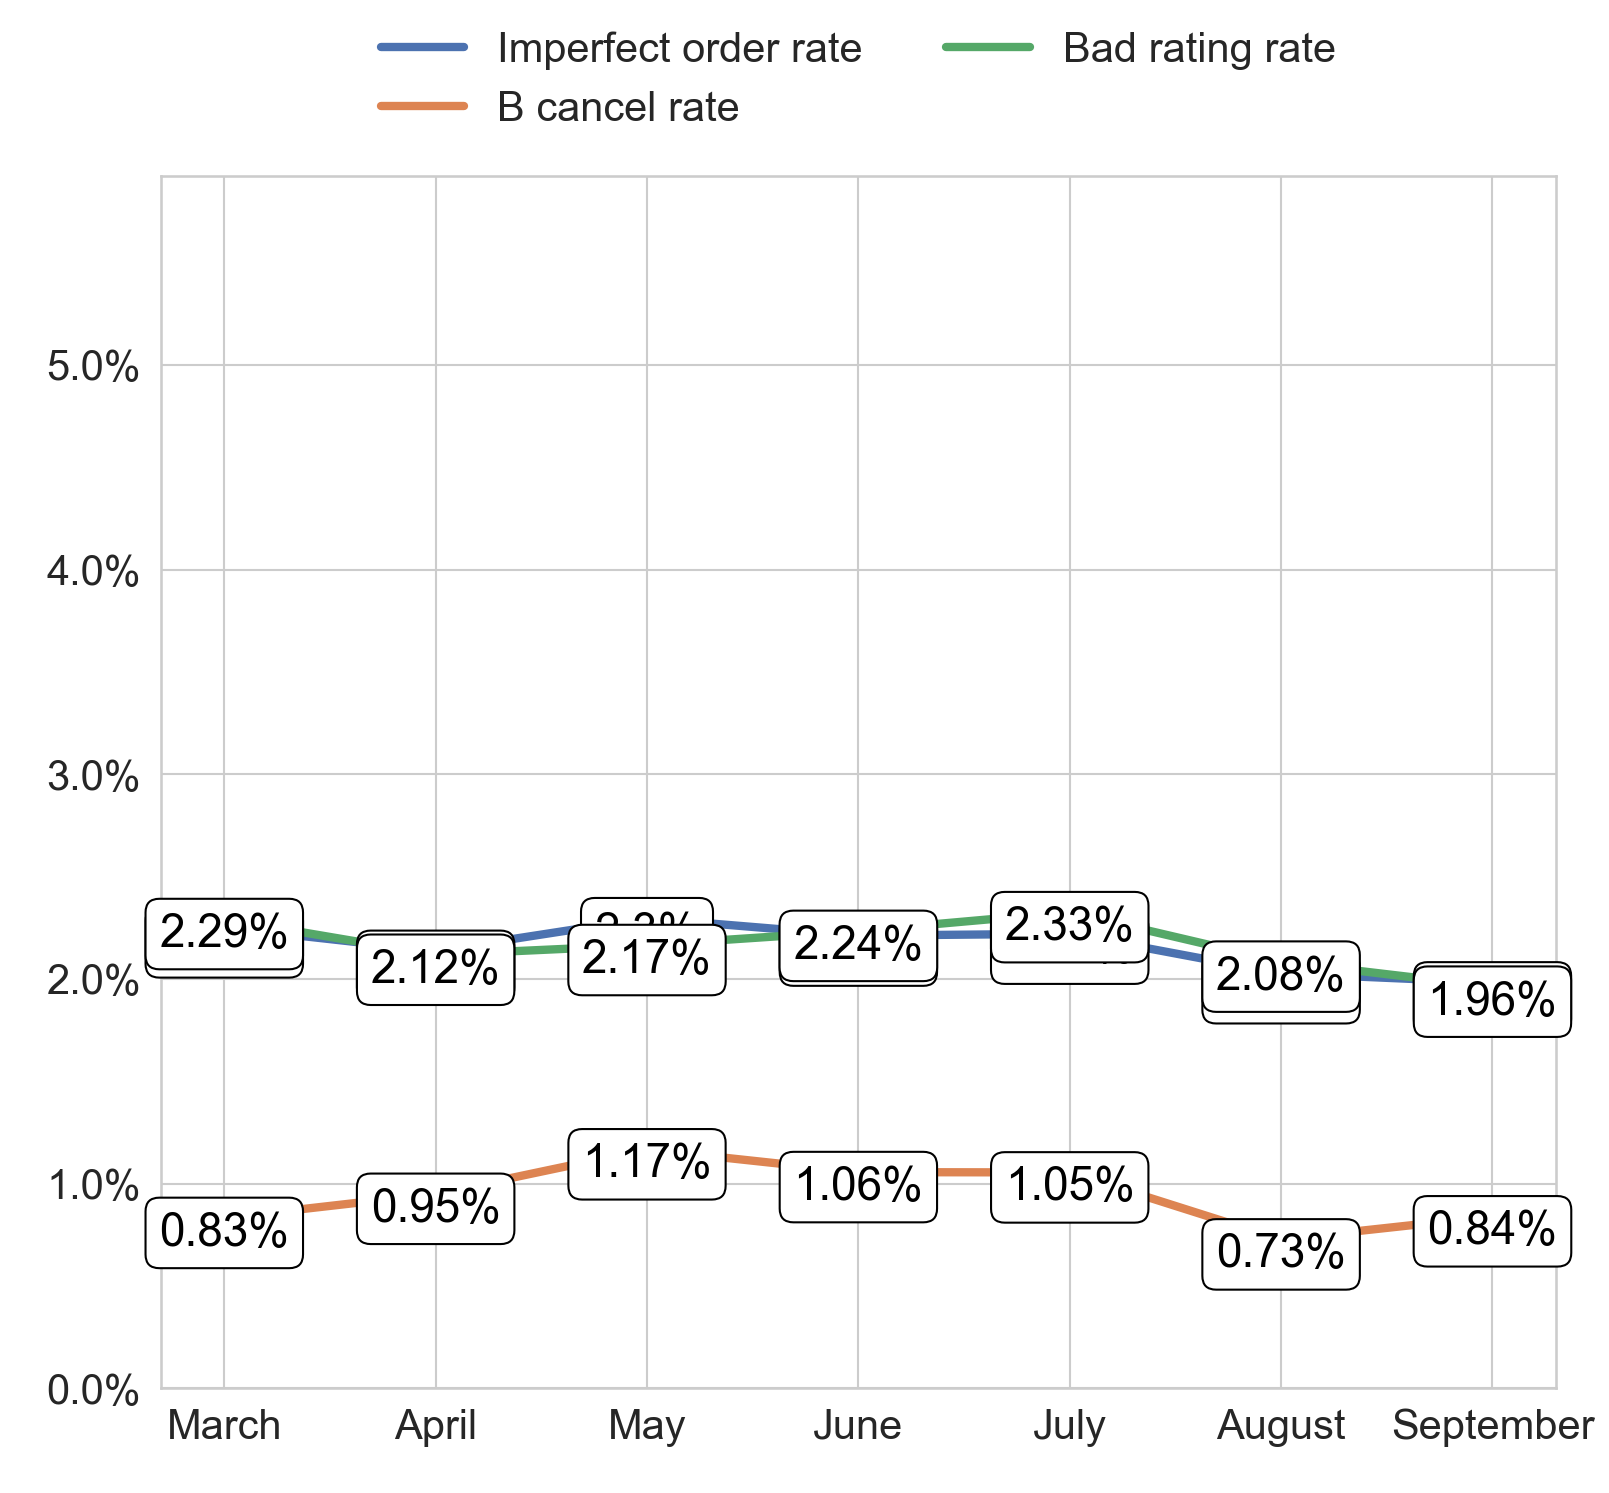 Imperfect order rate
Bad rating rate
B cancel rate
5.0%
4.0%
3.0%
2.0%
1.0%
0.0%
2.29%
2.12%
2.17%
2.24%
2.33%
2.08%
1.96%
0.83%
0.95%
1.17%
1.06%
1.05%
0.73%
0.84%
March
April
May
June
July
August
September